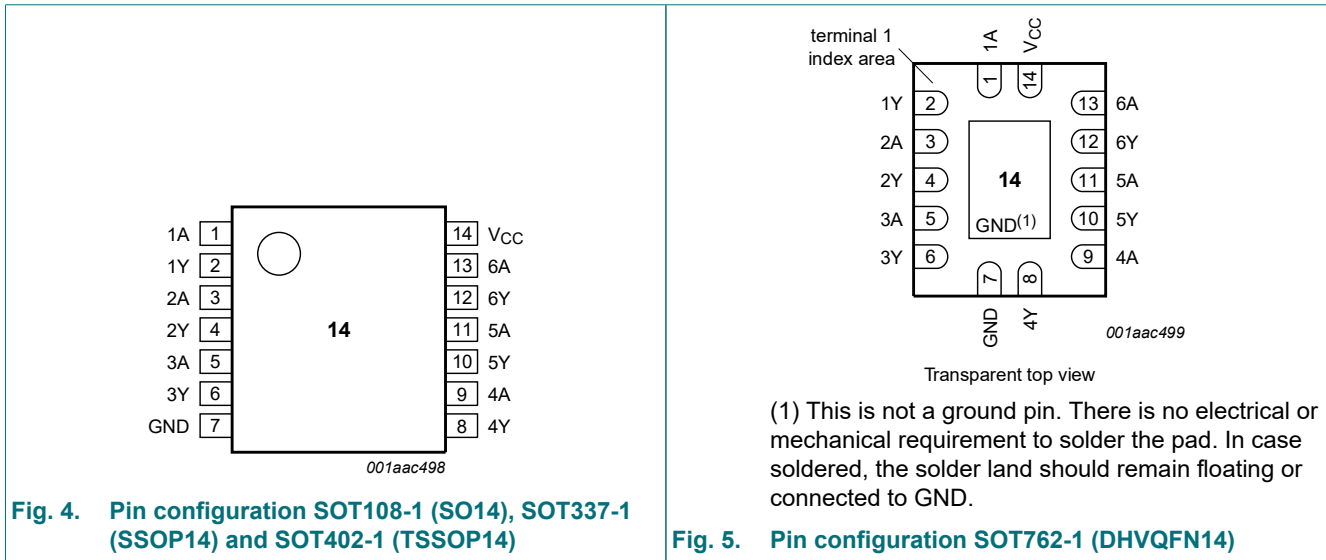 1A 1
1Y 2
2A 3
2Y 4
3A 5
3Y 6
GND 7
14
14 VCC
13 6A
12 6Y
11 5A
10 5Y
9 4A
8 4Y
001aac498
Fig. 4. Pin configuration SOT108-1 (SO14), SOT337-1
(SSOP14) and SOT402-1 (TSSOP14)
terminal 1
index area
1A
VCC
1
14
1Y 2
2A 3
2Y 4
3A 5
3Y 6
14
GND(1)
13 6A
12 6Y
11 5A
10 5Y
9 4A
7
8
GND
4Y
001aac499
Transparent top view
(1) This is not a ground pin. There is no electrical or
mechanical requirement to solder the pad. In case
soldered, the solder land should remain floating or
connected to GND.
Fig. 5. Pin configuration SOT762-1 (DHVQFN14)